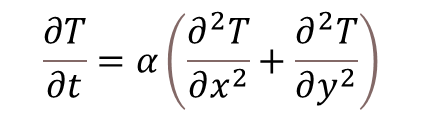 ∂T/∂t = α (∂²T/∂x² + ∂²T/∂y²)